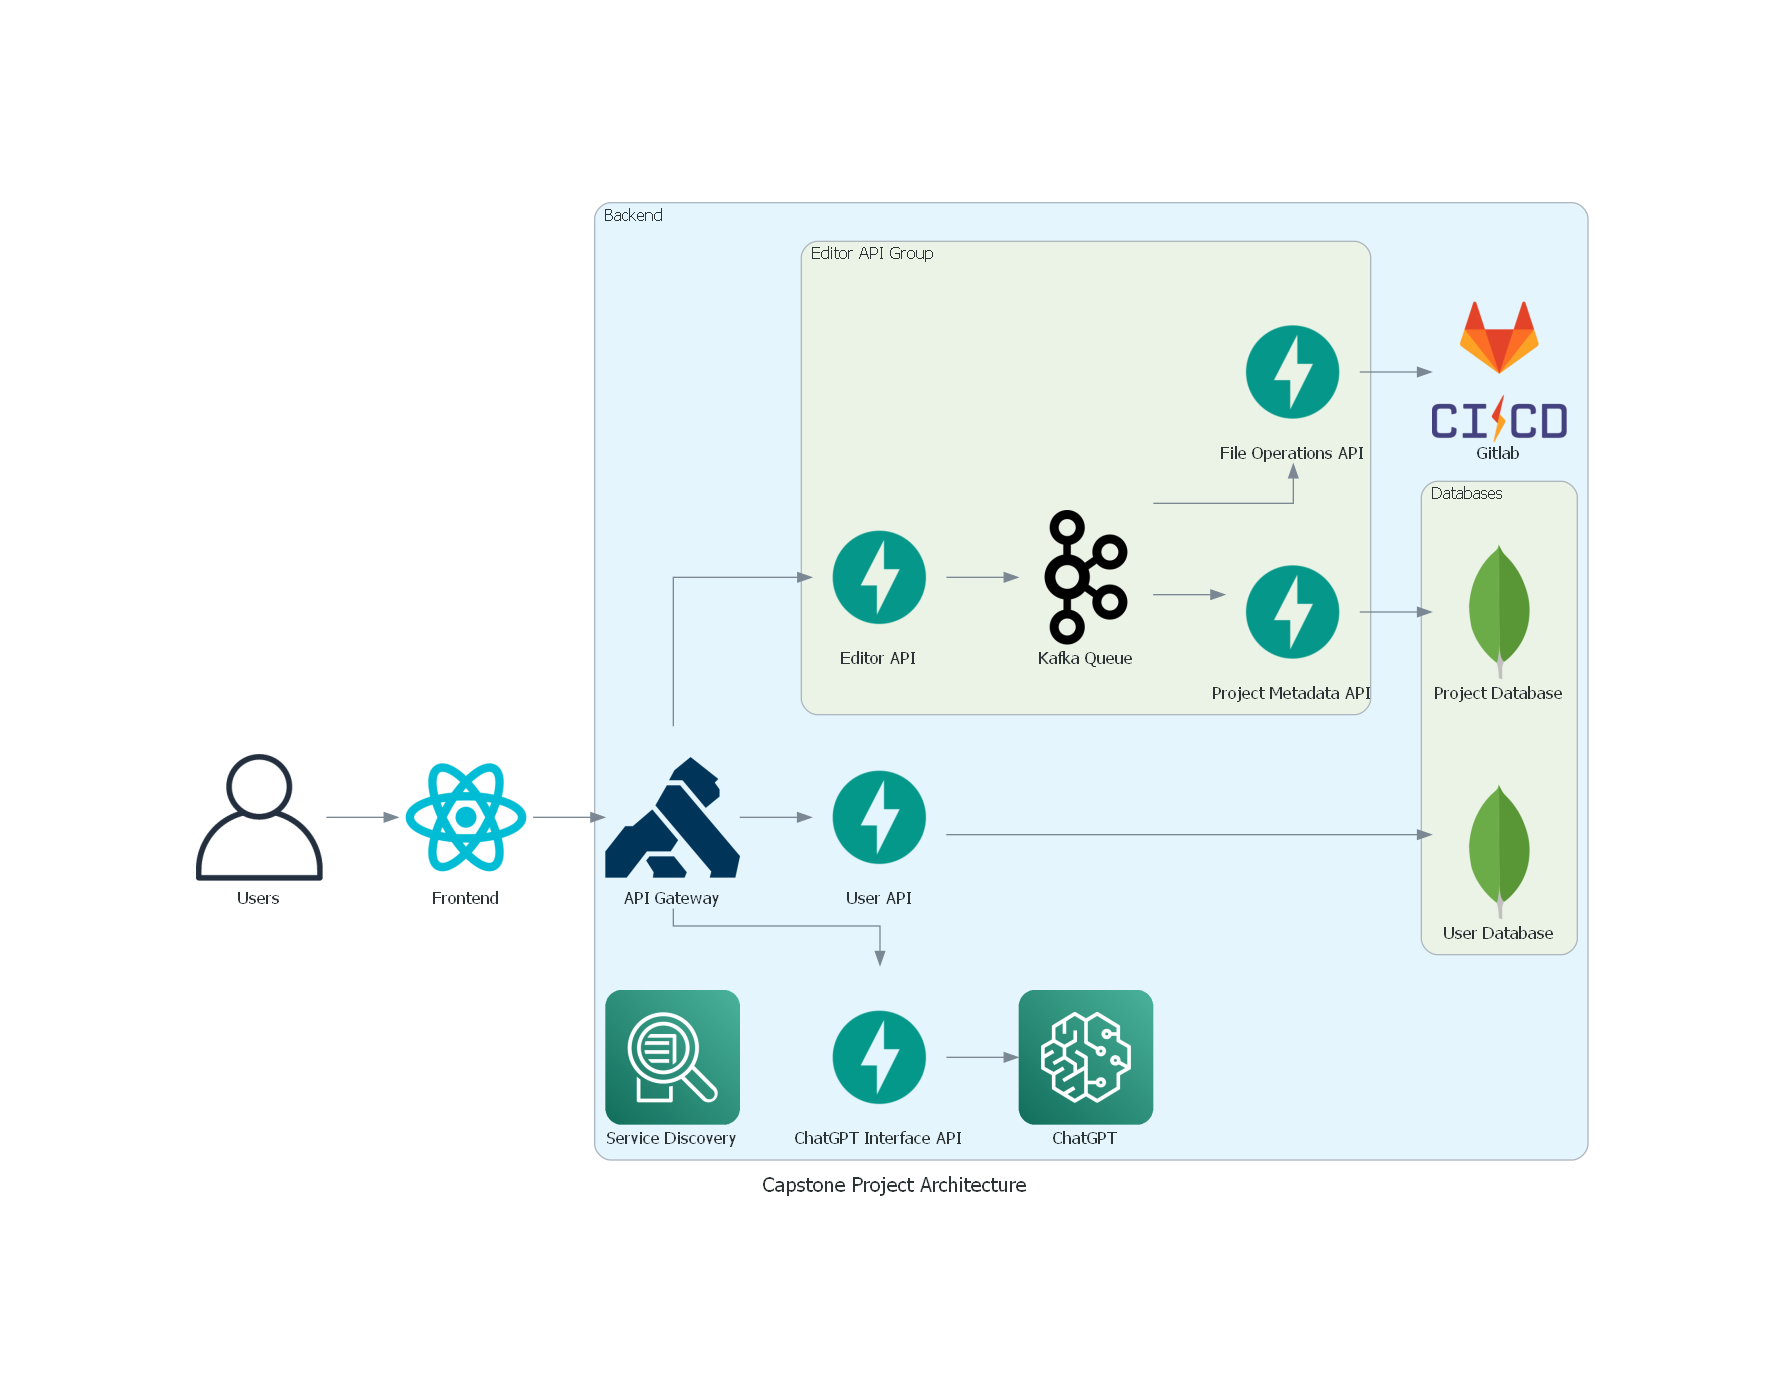 Backend
Editor API Group
File Operations API
CI CD
Gitlab
Databases
Editor API
Kafka Queue
Project Metadata API
Project Database
Users
Frontend
API Gateway
User API
User Database
Service Discovery
ChatGPT Interface API
ChatGPT
Capstone Project Architecture